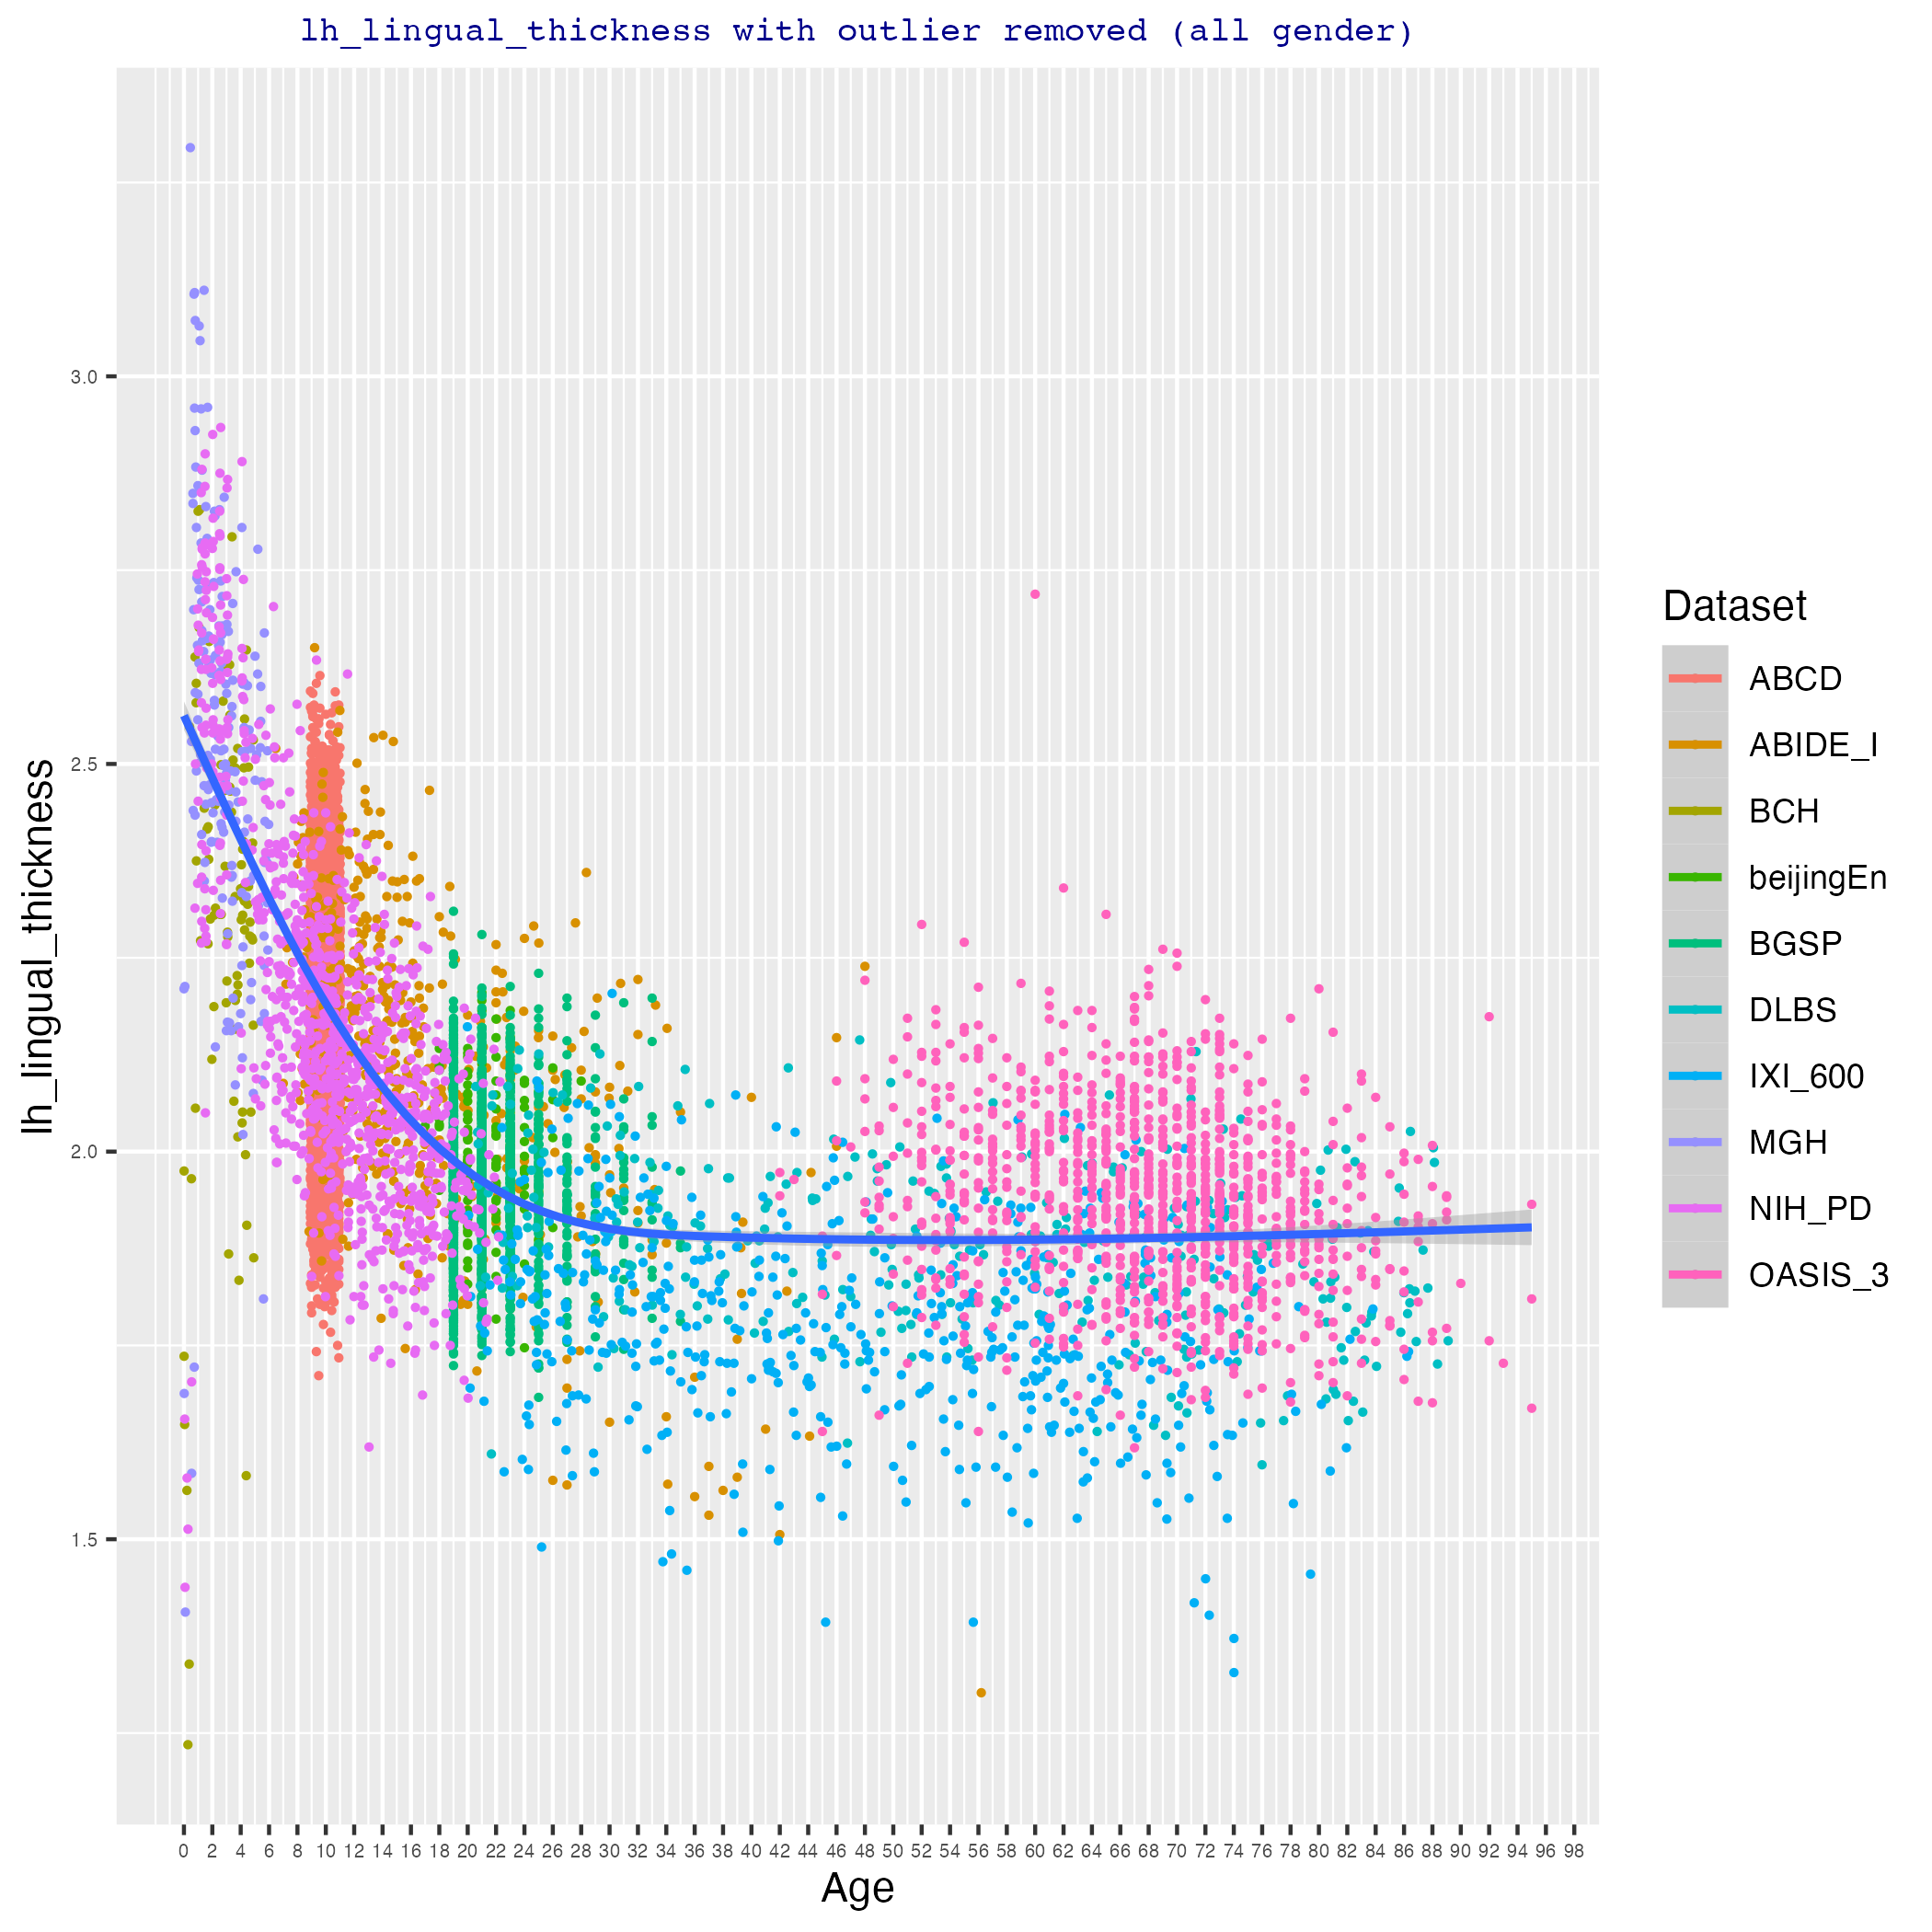 lh_lingual_thickness with outlier removed (all gender)
lh_lingual_thickness
3.0
2.5
2.0
1.5
0 2 4 6 8 10 12 14 16 18 20 22 24 26 28 30 32 34 36 38 40 42 44 46 48 50 52 54 56 58 60 62 64 66 68 70 72 74 76 78 80 82 84 86 88 90 92 94 96 98
Age
Dataset
ABCD
ABIDE_I
BCH
beijingEn
BGSP
DLBS
IXI_600
MGH
NIH_PD
OASIS_3